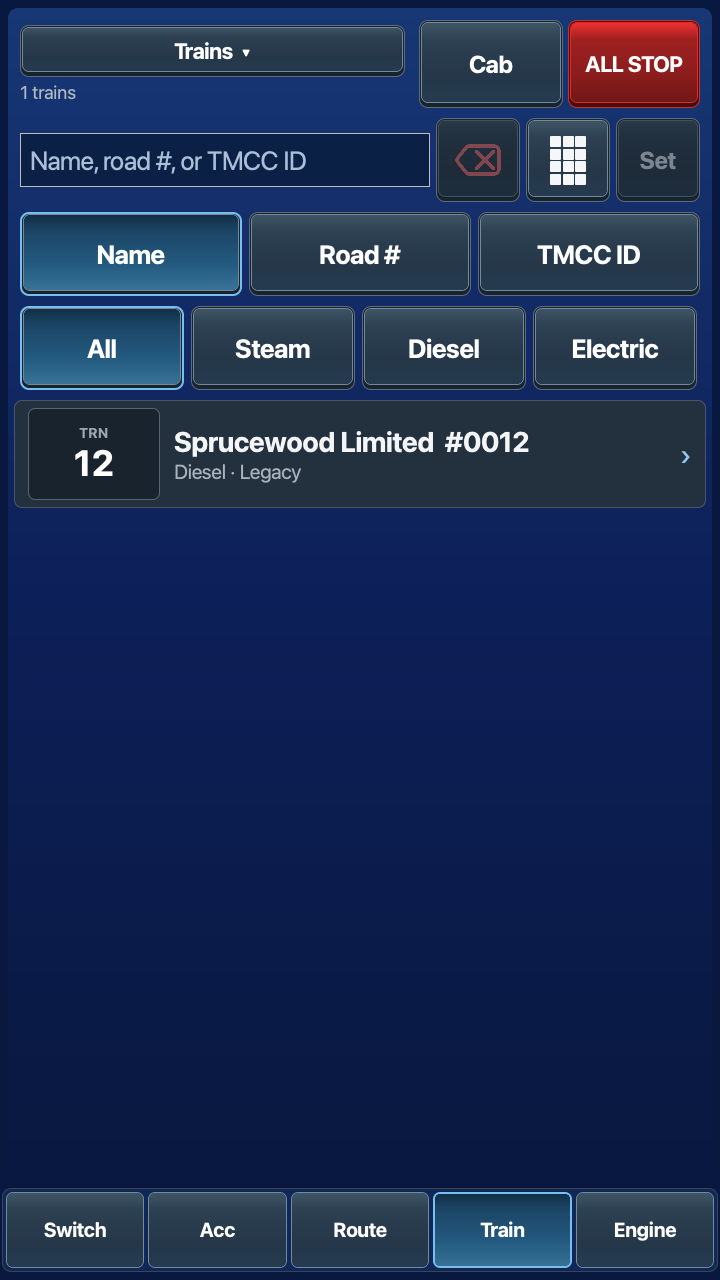 Trains ▾
Cab
ALL STOP
1 trains
Name, road #, or TMCC ID
Set
Name
Road #
TMCC ID
All
Steam
Diesel
Electric
TRN
12
Sprucewood Limited #0012
Diesel · Legacy
›
Switch
Acc
Route
Train
Engine